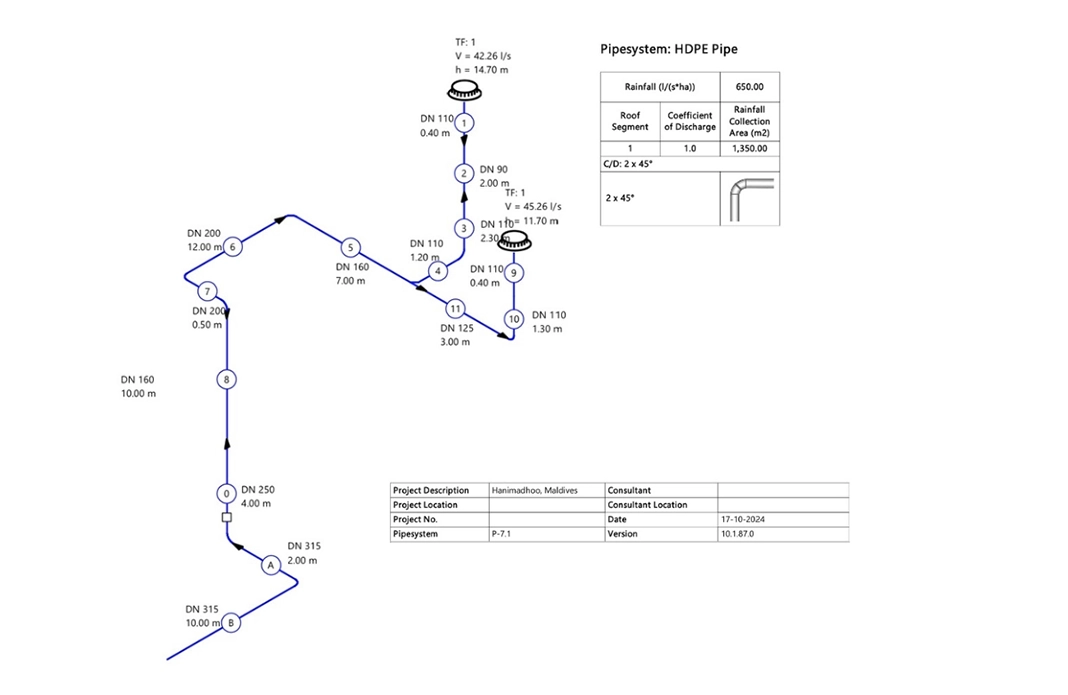 TF: 1
V = 42.26 l/s
h = 14.70 m
DN 110
0.40 m
1
2
DN 90
2.00 m
TF: 1
V = 45.26 l/s
h = 11.70 m
3
DN 110
2.30 m
DN 110
1.20 m
4
DN 110
0.40 m
9
10
DN 110
1.30 m
11
DN 125
3.00 m
5
DN 160
7.00 m
DN 200
12.00 m
6
7
DN 200
0.50 m
8
DN 160
10.00 m
0
DN 250
4.00 m
DN 315
2.00 m
A
DN 315
10.00 m
B
Pipesystem: HDPE Pipe
Rainfall (l/(s*ha)) 650.00
Roof Segment Coefficient of Discharge Rainfall Collection Area (m2)
1 1.0 1,350.00
C/D: 2 x 45°
2 x 45°
Project Description Hanimadhoo, Maldives Consultant
Project Location Consultant Location
Project No. Date 17-10-2024
Pipesystem P-7.1 Version 10.1.87.0